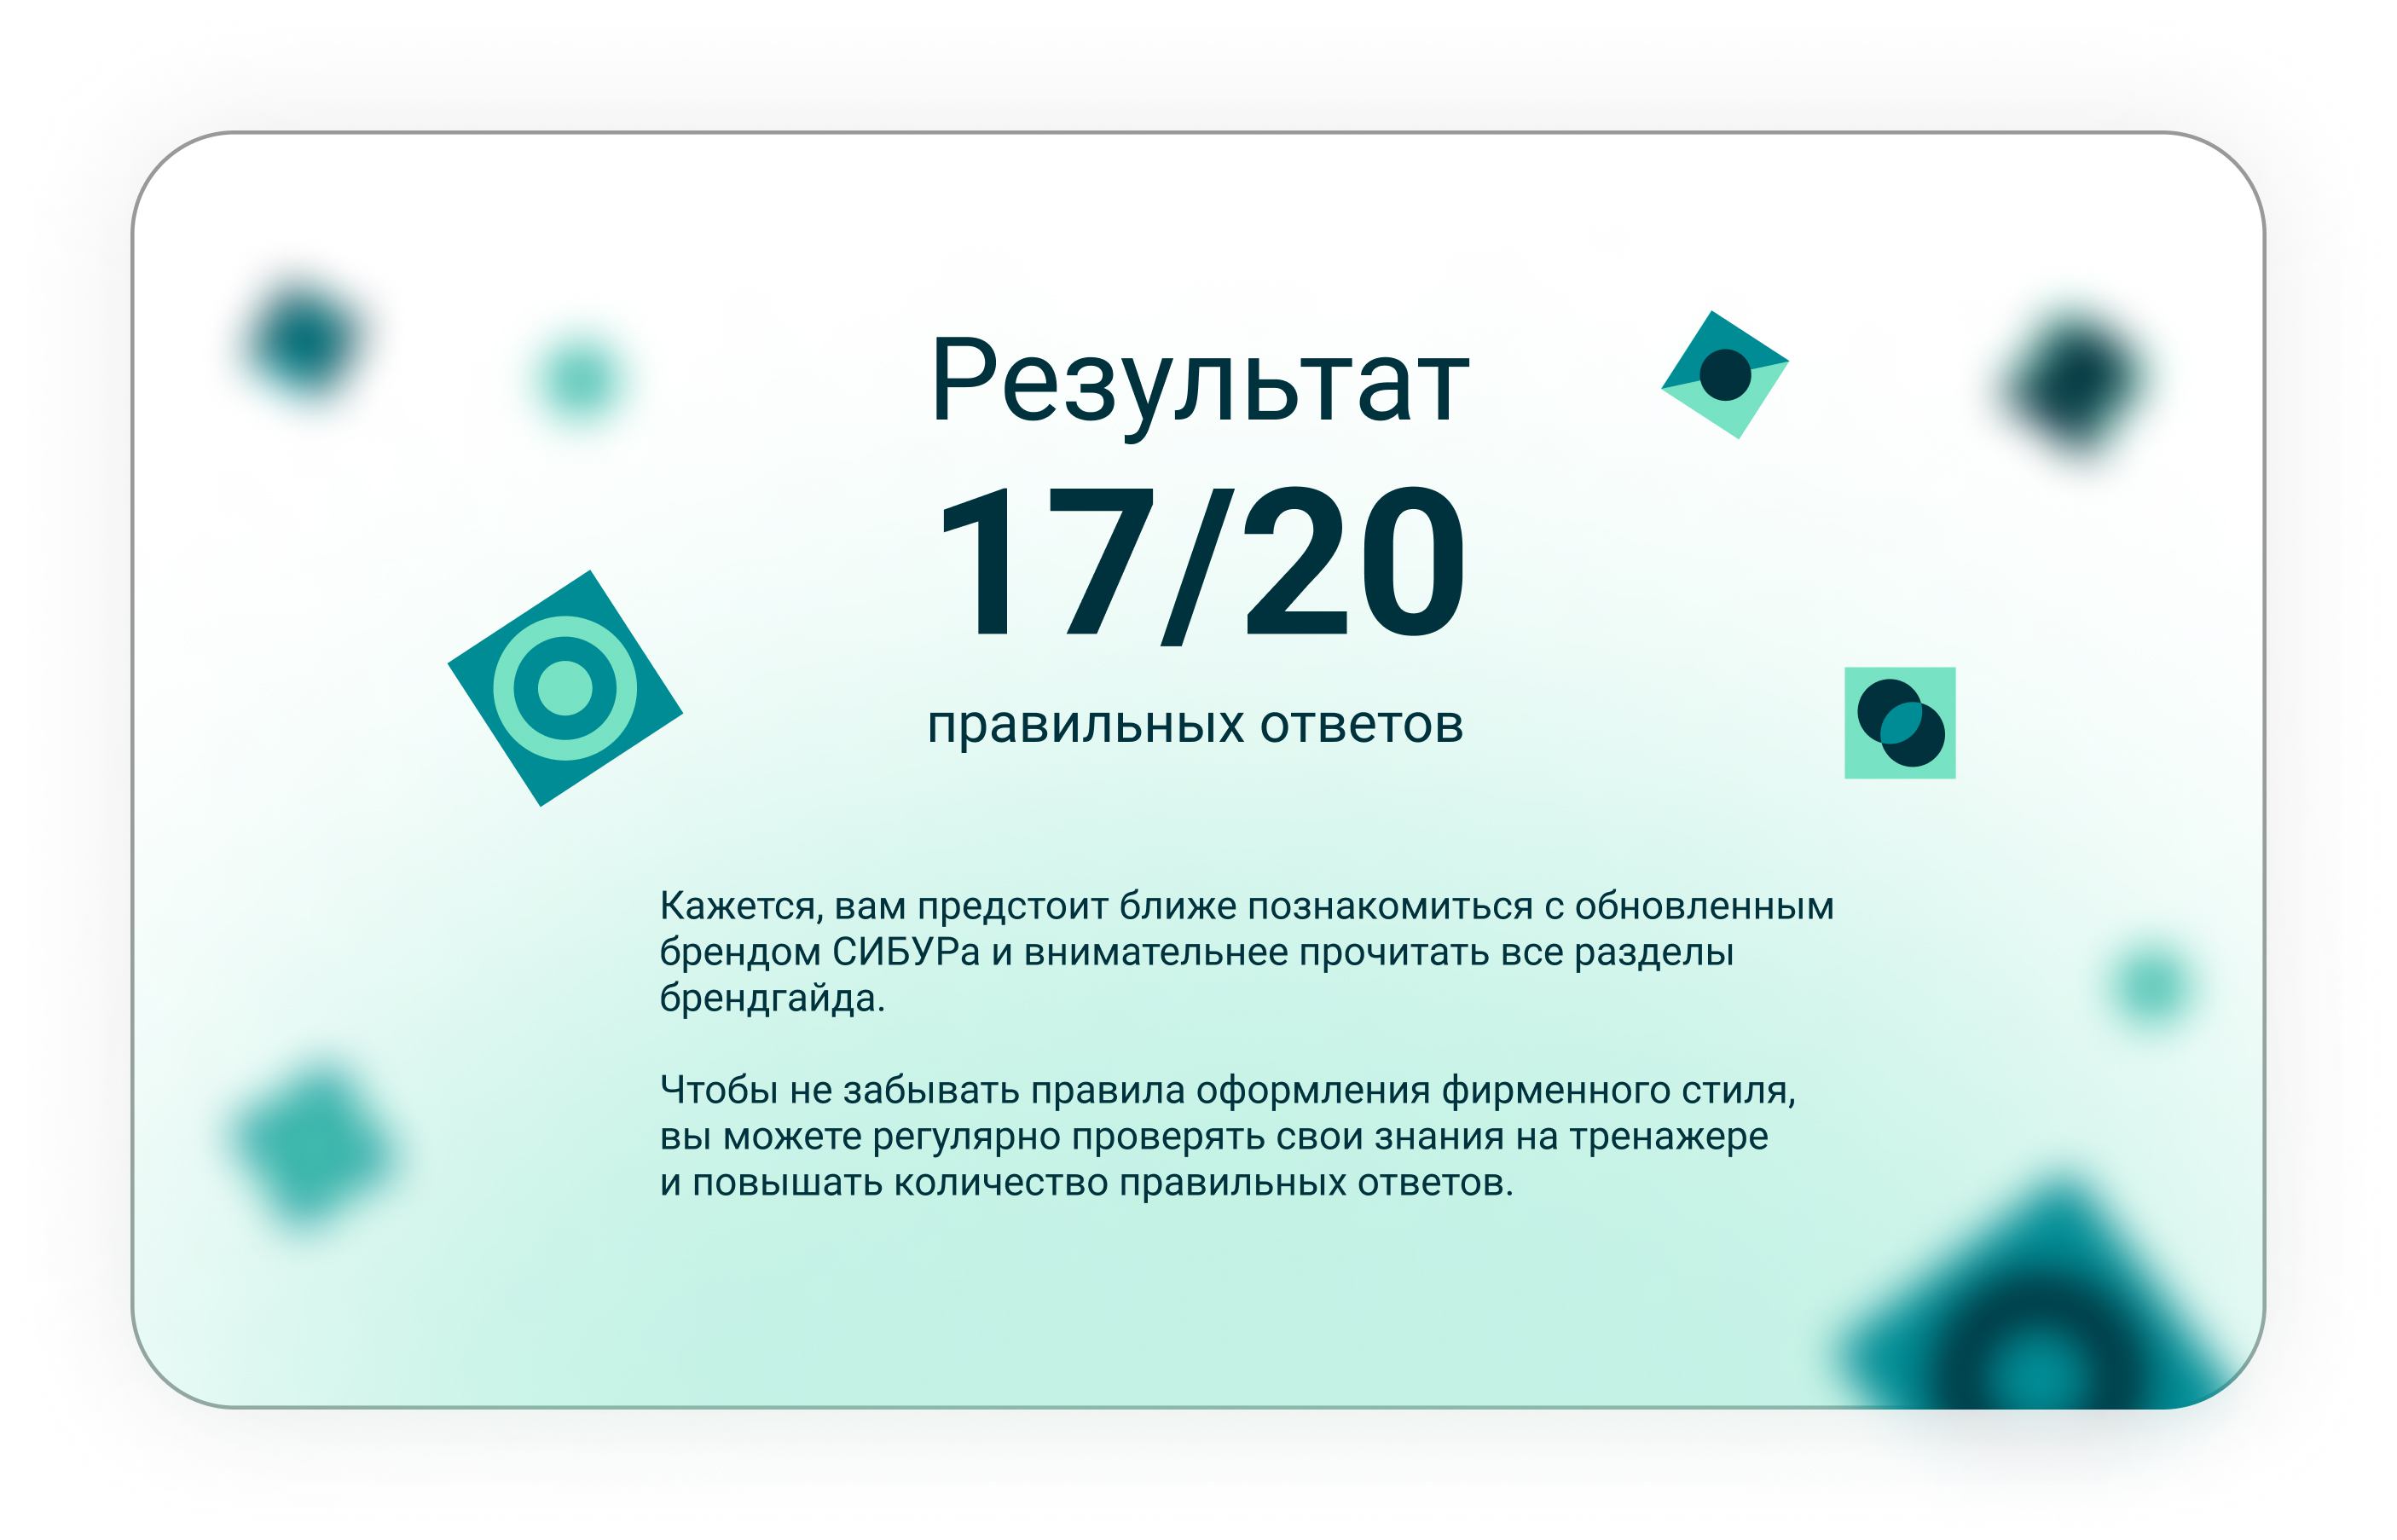 Результат
17/20
правильных ответов
Кажется, вам предстоит ближе познакомиться с обновленным
брендом СИБУРа и внимательнее прочитать все разделы
брендгайда.
Чтобы не забывать правила оформления фирменного стиля,
вы можете регулярно проверять свои знания на тренажере
и повышать количество правильных ответов.